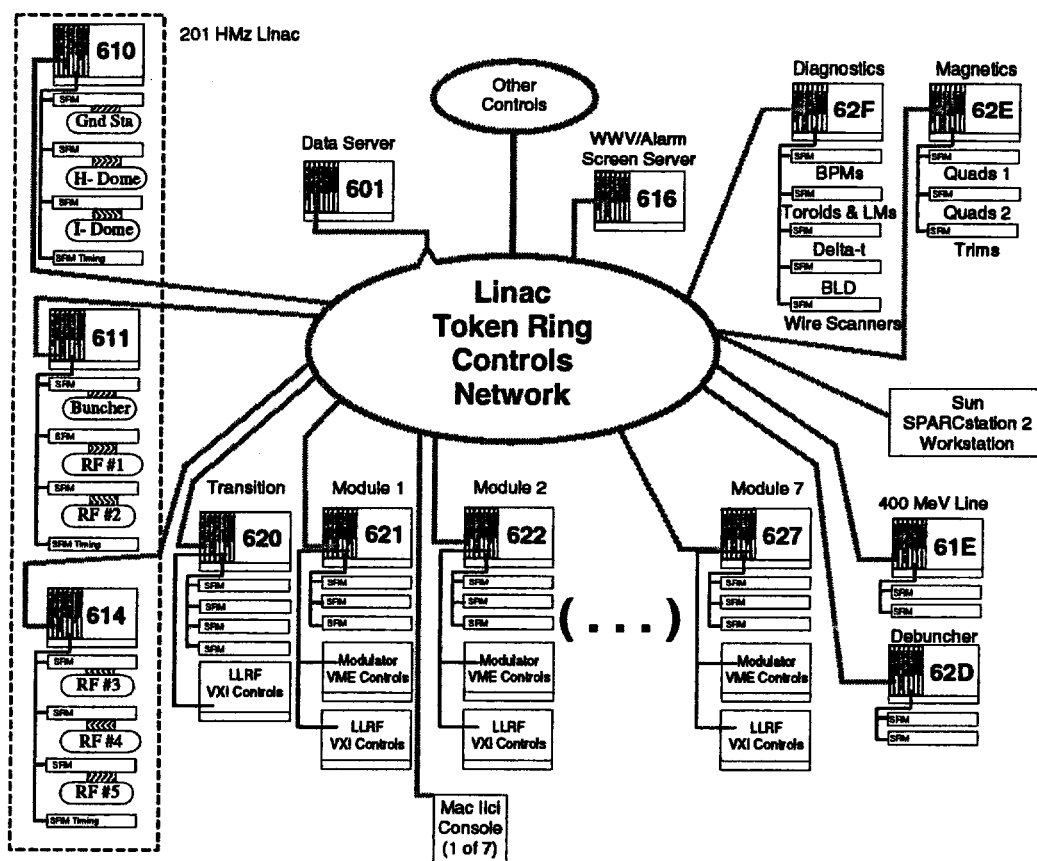 201 HMz Linac
610
SRM
Gnd Sta
SRM
H- Dome
SRM
I- Dome
SRM Timing
611
SRM
Buncher
SRM
RF #1
SRM
RF #2
SRM Timing
614
SRM
RF #3
SRM
RF #4
SRM
RF #5
SRM Timing
Other
Controls
Data Server
601
WWV/Alarm
Screen Server
616
Diagnostics
62F
SRM
BPMs
SRM
Toroids & LMs
SRM
Delta-t
SRM
BLD
SRM
Wire Scanners
Magnetics
62E
SRM
Quads 1
SRM
Quads 2
SRM
Trims
Linac
Token Ring
Controls
Network
Sun
SPARCstation 2
Workstation
Transition
620
SRM
SRM
SRM
SRM
LLRF
VXI Controls
Module 1
621
SRM
SRM
SRM
Modulator
VME Controls
LLRF
VXI Controls
Module 2
622
SRM
SRM
SRM
Modulator
VME Controls
LLRF
VXI Controls
(...)
Module 7
627
SRM
SRM
SRM
Modulator
VME Controls
LLRF
VXI Controls
400 MeV Line
61E
SRM
SRM
Debuncher
62D
SRM
SRM
Mac IIci
Console
(1 of 7)